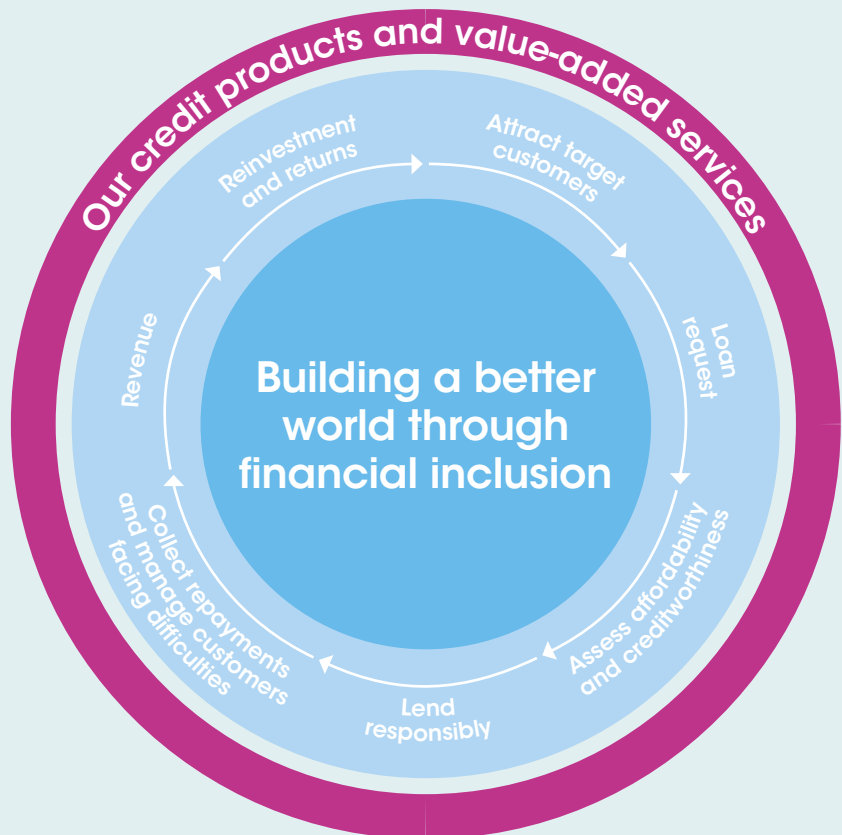 Our credit products and value-added services
Attract target
customers
Loan
request
Assess affordability
and creditworthiness
Lend
responsibly
Collect repayments
and manage customers
facing difficulties
Revenue
Reinvestment
and returns
Building a better
world through
financial inclusion